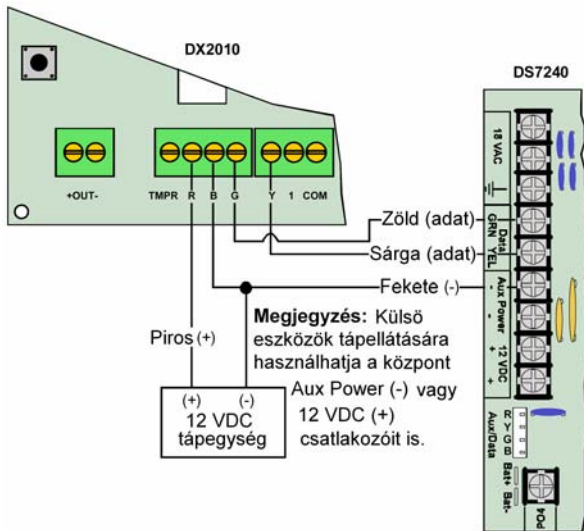 DX2010
DS7240
+OUT-
TMPR R B G Y 1 COM
18 VAC
Data
GRN YEL
Aux Power
- -
12 VDC
+ +
Zöld (adat)
Sárga (adat)
Fekete (-)
Piros (+)
Megjegyzés: Külső
eszközök tápellátására
használhatja a központ
Aux Power (-) vagy
12 VDC (+)
csatlakozóit is.
(+) (-)
12 VDC
tápegység
Aux/Data
R
Y
G
B
Bat+ Bat-
PO4